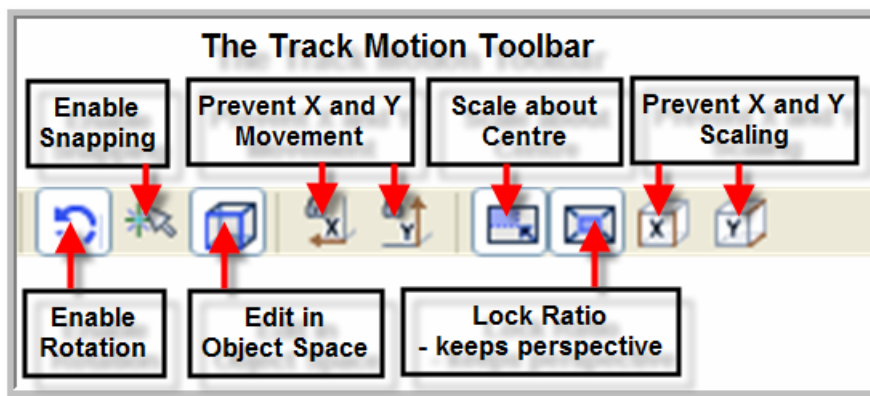 The Track Motion Toolbar
Enable
Snapping
Prevent X and Y
Movement
Scale about
Centre
Prevent X and Y
Scaling
X
Y
X
Y
Enable
Rotation
Edit in
Object Space
Lock Ratio
- keeps perspective